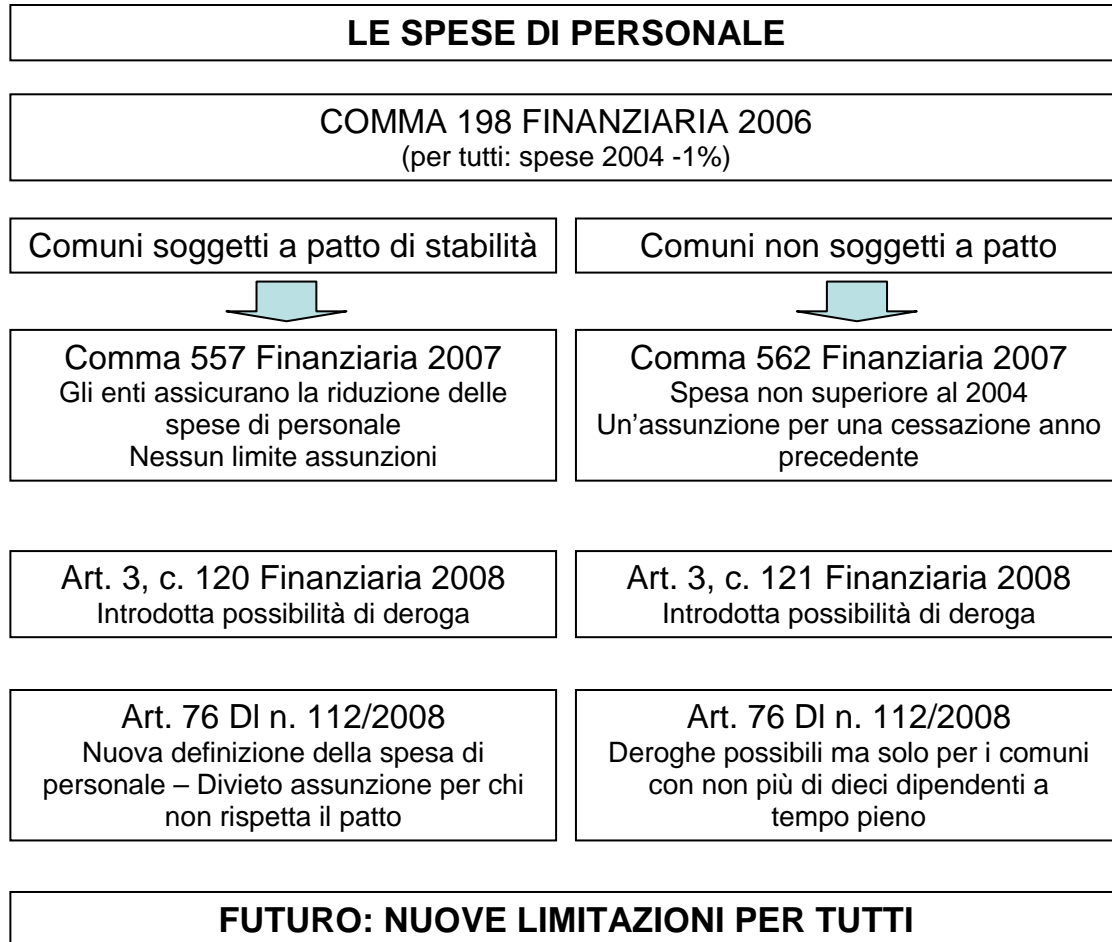 LE SPESE DI PERSONALE
COMMA 198 FINANZIARIA 2006
(per tutti: spese 2004 -1%)
Comuni soggetti a patto di stabilità
Comuni non soggetti a patto
Comma 557 Finanziaria 2007
Gli enti assicurano la riduzione delle
spese di personale
Nessun limite assunzioni
Comma 562 Finanziaria 2007
Spesa non superiore al 2004
Un’assunzione per una cessazione anno
precedente
Art. 3, c. 120 Finanziaria 2008
Introdotta possibilità di deroga
Art. 3, c. 121 Finanziaria 2008
Introdotta possibilità di deroga
Art. 76 Dl n. 112/2008
Nuova definizione della spesa di
personale – Divieto assunzione per chi
non rispetta il patto
Art. 76 Dl n. 112/2008
Deroghe possibili ma solo per i comuni
con non più di dieci dipendenti a
tempo pieno
FUTURO: NUOVE LIMITAZIONI PER TUTTI